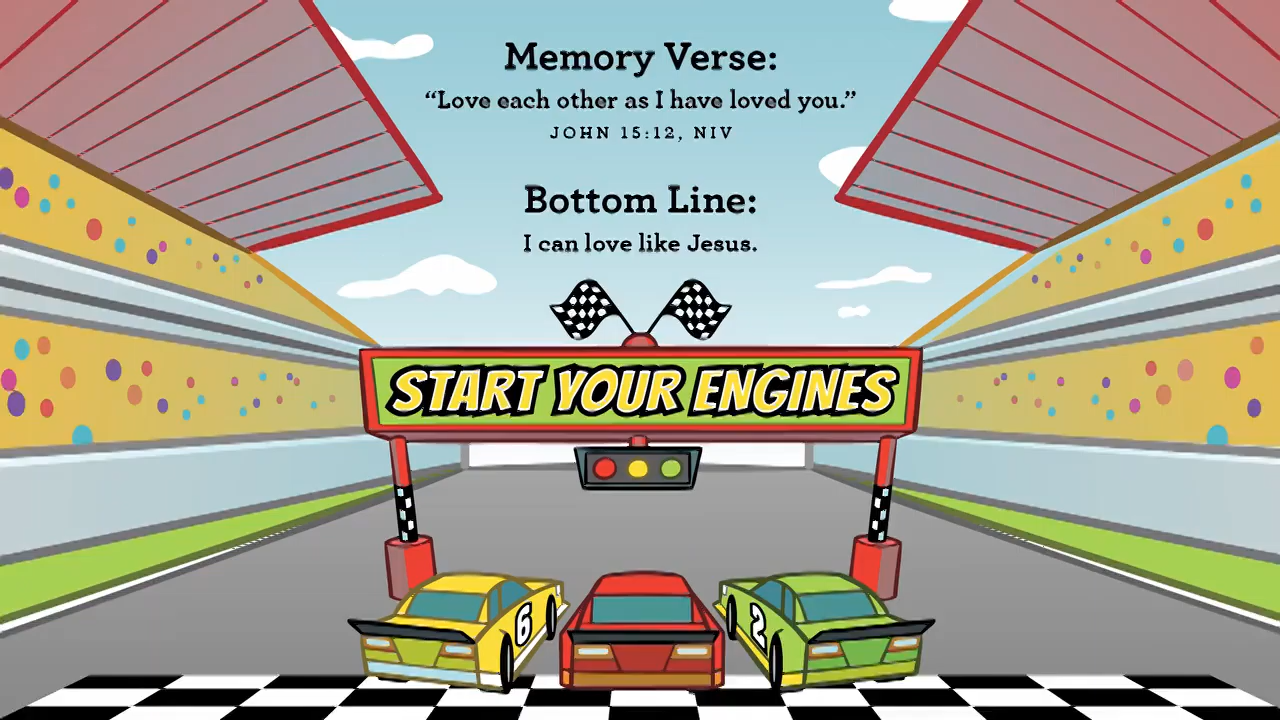 Memory Verse:
“Love each other as I have loved you.”
JOHN 15:12, NIV
Bottom Line:
I can love like Jesus.
START YOUR ENGINES
6
2